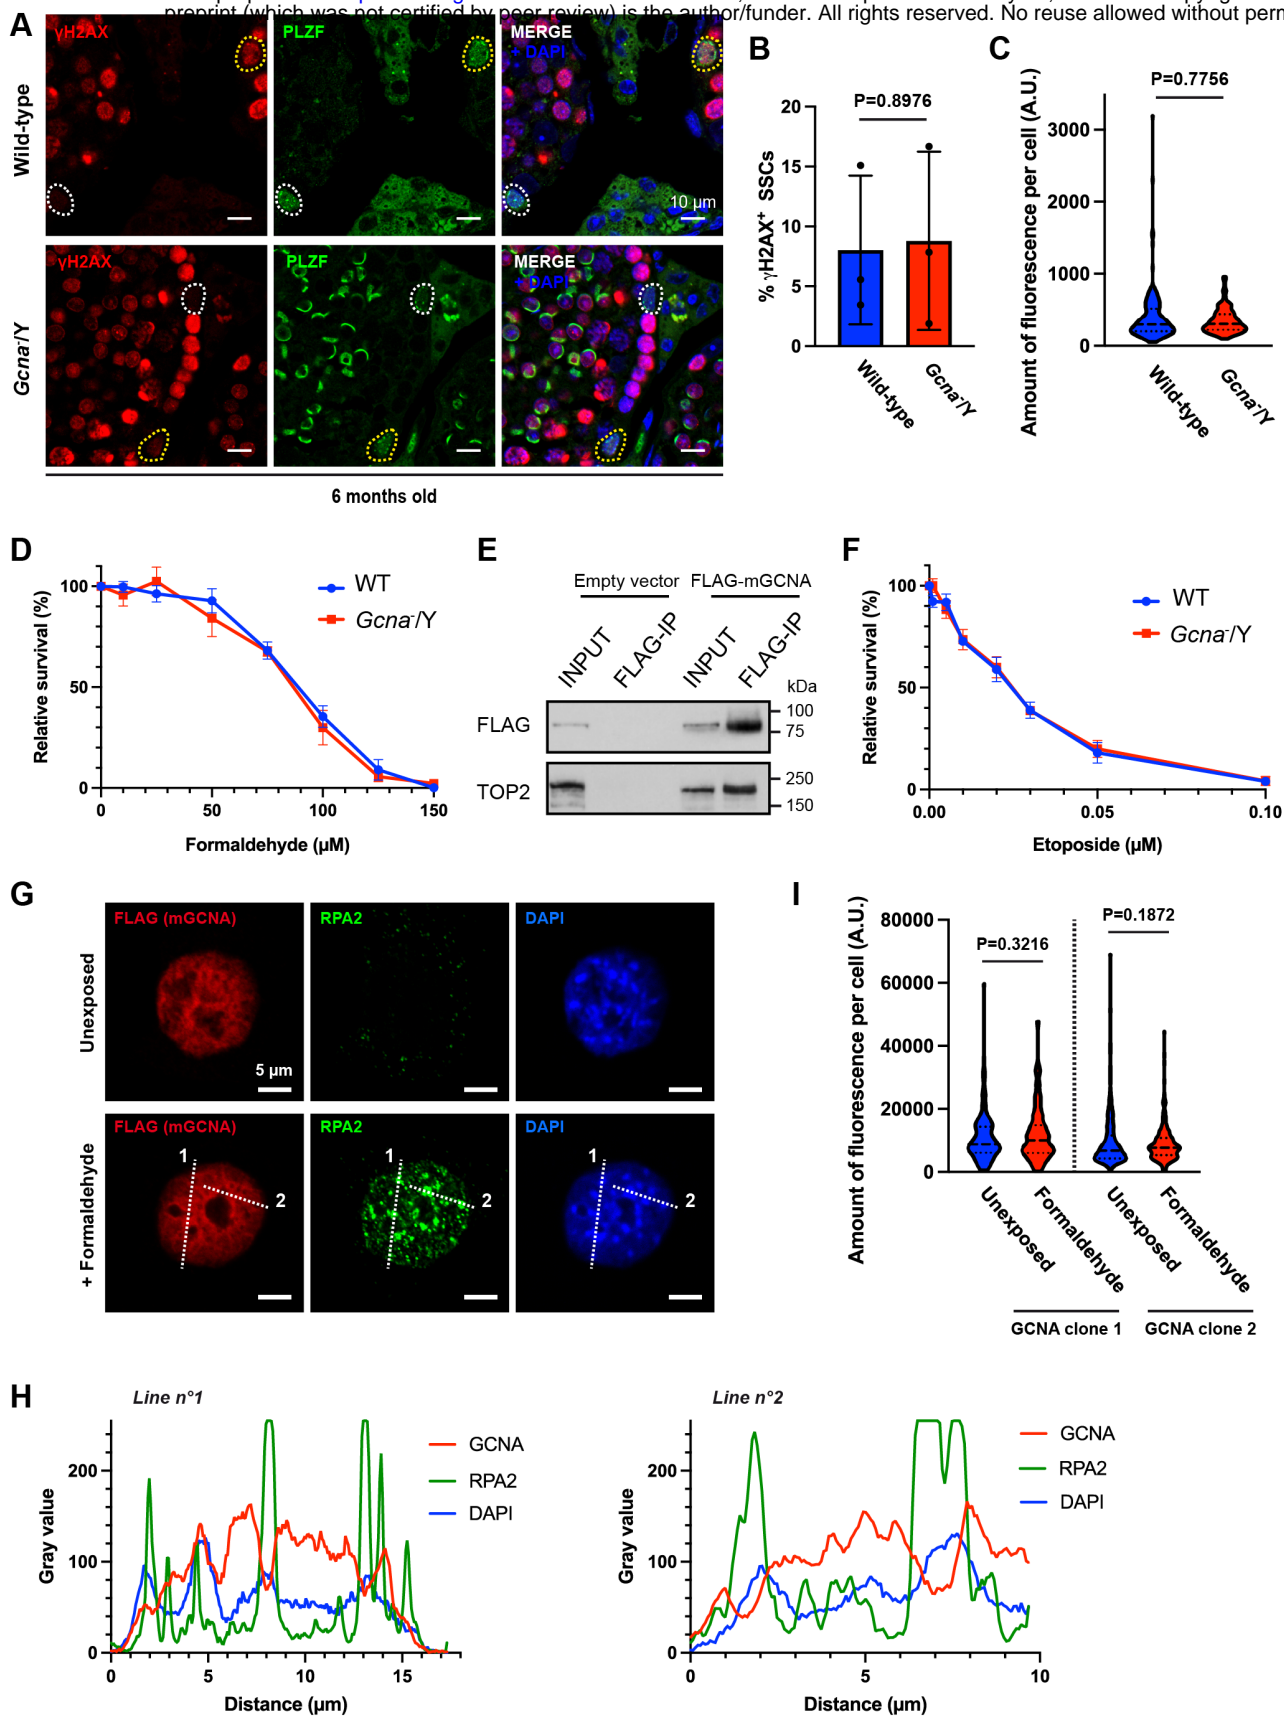 preprint (which was not certified by peer review) is the author/funder. All rights reserved. No reuse allowed without perm
A
γH2AX
PLZF
MERGE
+ DAPI
Wild-type
10 µm
γH2AX
PLZF
MERGE
+ DAPI
Gcna-/Y
6 months old
B
P=0.8976
% γH2AX+ SSCs
20
15
10
5
0
Wild-type
Gcna-/Y
C
P=0.7756
Amount of fluorescence per cell (A.U.)
3000
2000
1000
0
Wild-type
Gcna-/Y
D
Relative survival (%)
100
50
0
WT
Gcna-/Y
0
50
100
150
Formaldehyde (µM)
E
Empty vector
FLAG-mGCNA
INPUT
FLAG-IP
INPUT
FLAG-IP
kDa
FLAG
100
75
TOP2
250
150
F
Relative survival (%)
100
50
0
WT
Gcna-/Y
0.00
0.05
0.10
Etoposide (µM)
G
Unexposed
FLAG (mGCNA)
RPA2
DAPI
5 µm
+ Formaldehyde
FLAG (mGCNA)
RPA2
DAPI
1
2
1
2
1
2
I
Amount of fluorescence per cell (A.U.)
80000
60000
40000
20000
0
P=0.3216
P=0.1872
Unexposed
Formaldehyde
Unexposed
Formaldehyde
GCNA clone 1
GCNA clone 2
H
Line n°1
Gray value
200
100
0
GCNA
RPA2
DAPI
0
5
10
15
Distance (µm)
Line n°2
Gray value
200
100
0
GCNA
RPA2
DAPI
0
5
10
Distance (µm)